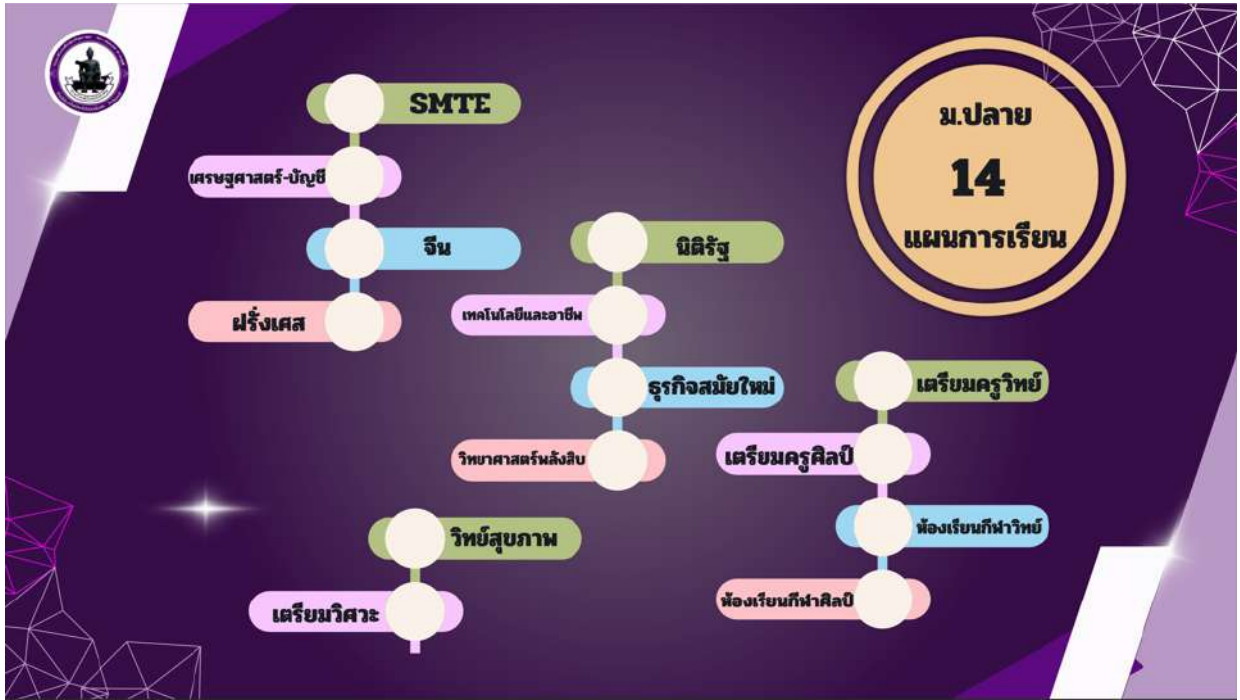 SMTE
เศรษฐศาสตร์-บัญชี
จีน
ฝรั่งเศส
นิติรัฐ
เทคโนโลยีและอาชีพ
ธุรกิจสมัยใหม่
วิทยาศาสตร์พลังสิบ
เตรียมครูวิทย์
เตรียมครูศิลป์
ห้องเรียนกีฬาวิทย์
ห้องเรียนกีฬาศิลป์
วิทย์สุขภาพ
เตรียมวิศวะ
ม.ปลาย
14
แผนการเรียน